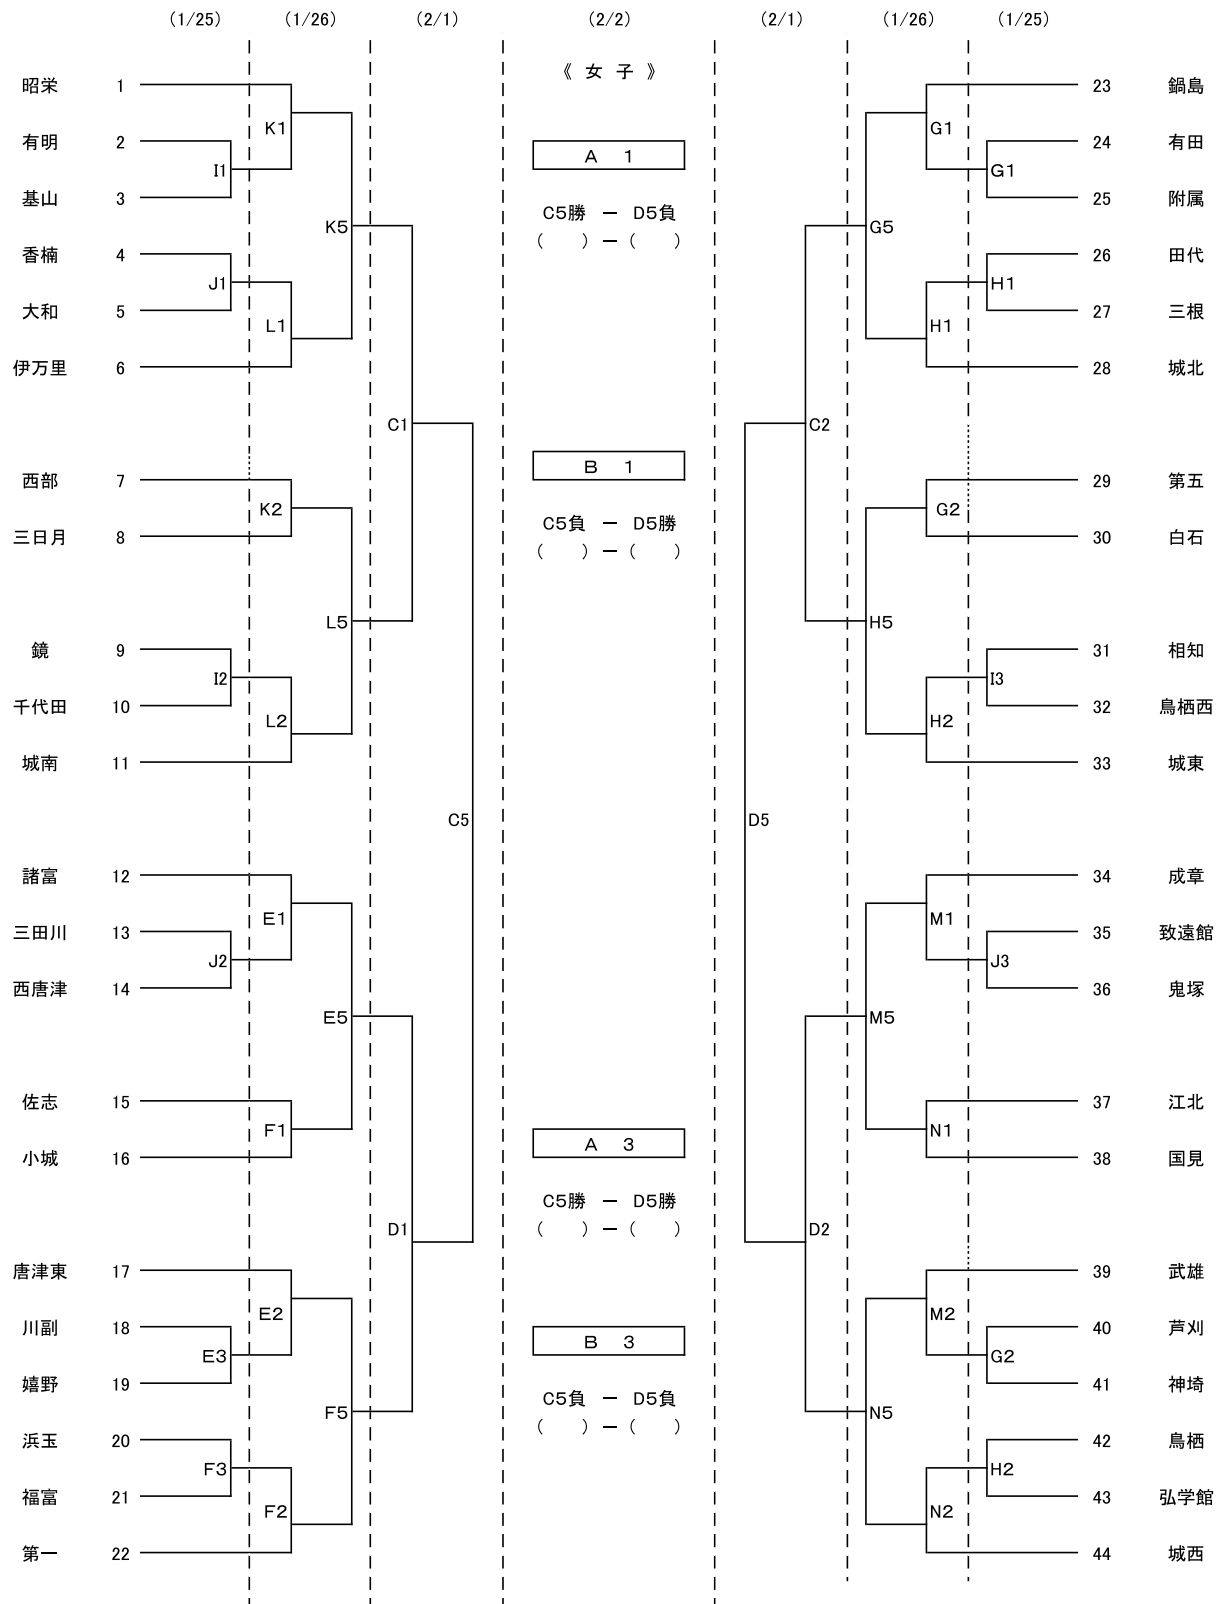 (1/25) (1/26) (2/1) (2/2) (2/1) (1/26) (1/25)
《 女 子 》
昭栄 1 23 鍋島
K1 G1
有明 2 24 有田
A 1
I1 G1
基山 3 25 附属
C5勝 － D5負
K5 G5
( ) － ( )
香楠 4 26 田代
J1 H1
大和 5 27 三根
L1 H1
伊万里 6 28 城北
C1 C2
B 1
西部 7 29 第五
K2 G2
C5負 － D5勝
三日月 8 30 白石
( ) － ( )
L5 H5
鏡 9 31 相知
I2 I3
千代田 10 32 鳥栖西
L2 H2
城南 11 33 城東
C5 D5
諸富 12 34 成章
E1 M1
三田川 13 35 致遠館
J2 J3
西唐津 14 36 鬼塚
E5 M5
佐志 15 37 江北
F1 N1
A 3
小城 16 38 国見
C5勝 － D5勝
( ) － ( )
D1 D2
唐津東 17 39 武雄
E2 M2
川副 18 40 芦刈
B 3
E3 G2
嬉野 19 41 神埼
C5負 － D5負
F5 N5
( ) － ( )
浜玉 20 42 鳥栖
F3 H2
福富 21 43 弘学館
F2 N2
第一 22 44 城西